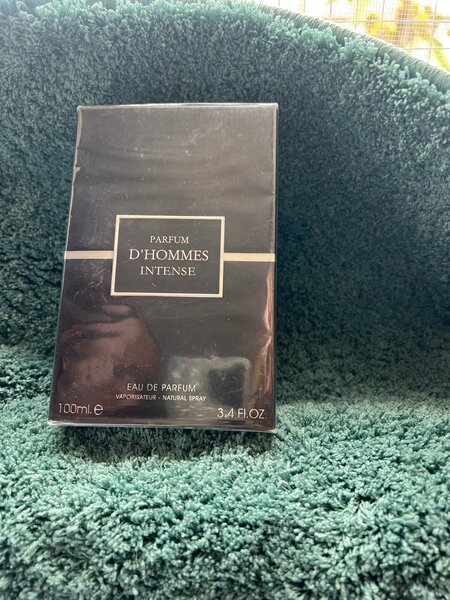 PARFUM
D'HOMMES
INTENSE
EAU DE PARFUM
VAPORISATEUR - NATURAL SPRAY
100ml.e 3.4 Fl.OZ